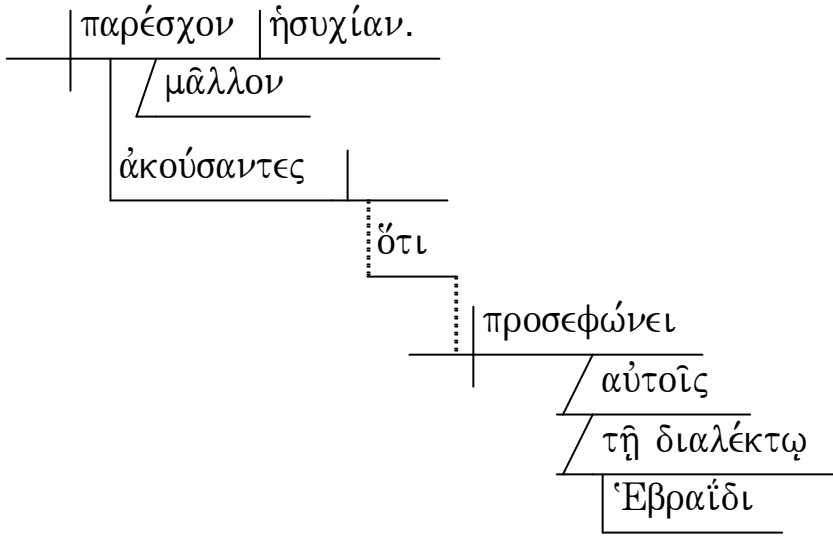 παρέσχον ἡσυχίαν.
μᾶλλον
ἀκούσαντες
ὅτι
προσεφώνει
αὐτοῖς
τῇ διαλέκτῳ
Ἑβραΐδι